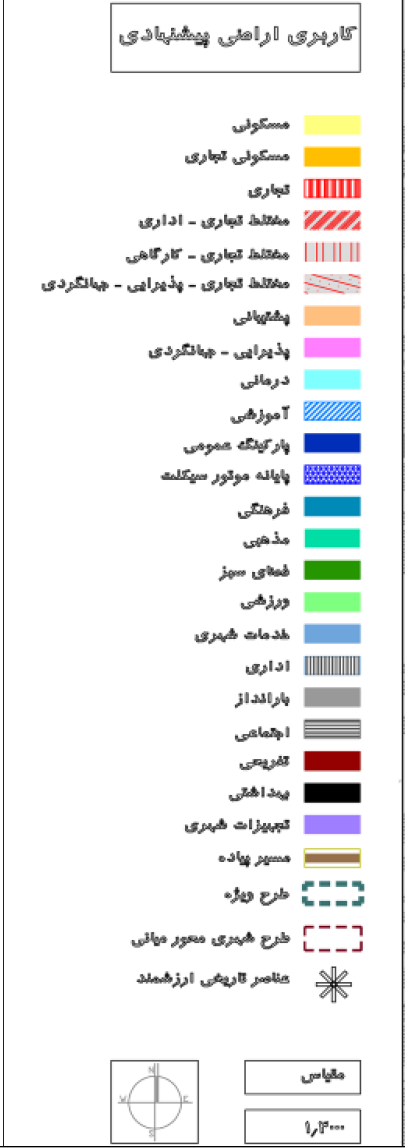 کاربری اراضی پیشنهادی
مسکونی
مسکونی تجاری
تجاری
مختلط تجاری - اداری
مختلط تجاری - کارگاهی
مختلط تجاری - پذیرایی - جهانگردی
پشتیبانی
پذیرایی - جهانگردی
درمانی
آموزشی
پارکینگ عمومی
پایانه موتور سیکلت
فرهنگی
مذهبی
فضای سبز
ورزشی
خدمات شهری
اداری
بارانداز
اجتماعی
تفریحی
بهداشتی
تجهیزات شهری
مسیر پیاده
طرح ویژه
طرح شهری محور میانی
عناصر تاریخی ارزشمند
N
W E
S
مقیاس
۱٫۲۰۰۰